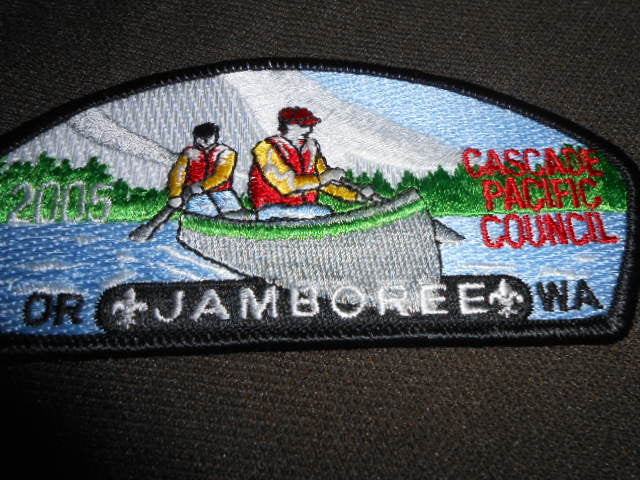 2005
CASCADE
PACIFIC
COUNCIL
OR JAMBOREE WA